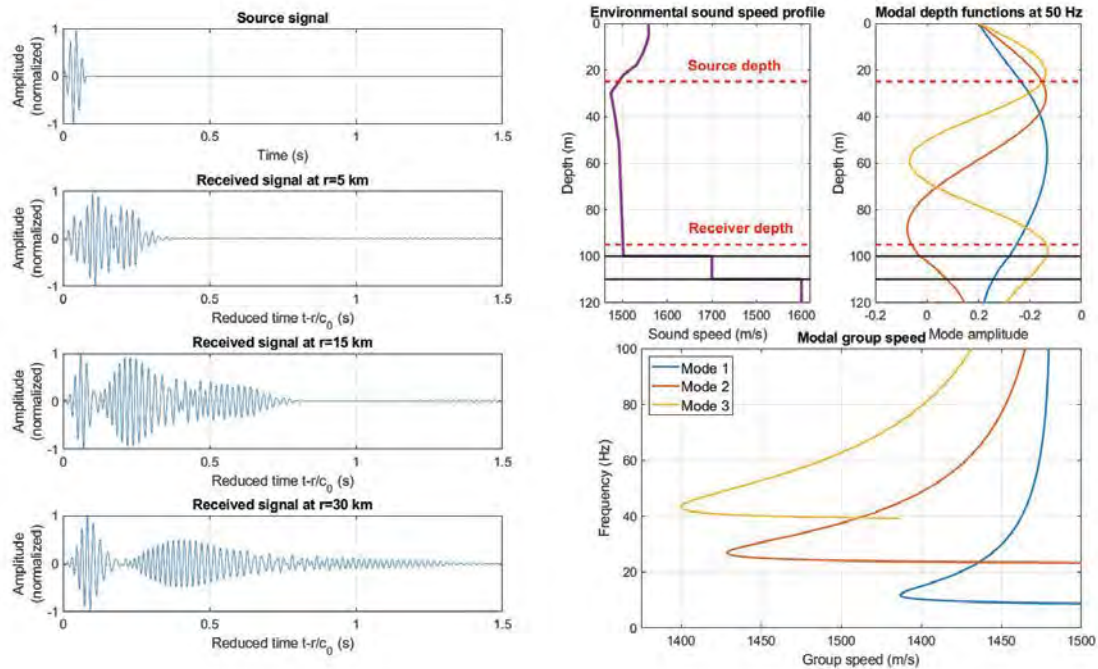 Source signal
Amplitude
(normalized)
1
0
-1
0 0.5 1 1.5
Time (s)
Received signal at r=5 km
Amplitude
(normalized)
1
0
-1
0 0.5 1 1.5
Reduced time t-r/c0 (s)
Received signal at r=15 km
Amplitude
(normalized)
1
0
-1
0 0.5 1 1.5
Reduced time t-r/c0 (s)
Received signal at r=30 km
Amplitude
(normalized)
1
0
-1
0 0.5 1 1.5
Reduced time t-r/c0 (s)
Environmental sound speed profile
Depth (m)
0
20
40
60
80
100
120
Source depth
Receiver depth
1500 1600 1700 1500 1600
Sound speed (m/s)
Modal depth functions at 50 Hz
Depth (m)
0
20
40
60
80
100
120
-0.2 0 0.2 -0.2 0
Mode amplitude
Modal group speed
Frequency (Hz)
100
80
60
40
20
0
Mode 1
Mode 2
Mode 3
1400 1450 1500 1400 1450 1500
Group speed (m/s)